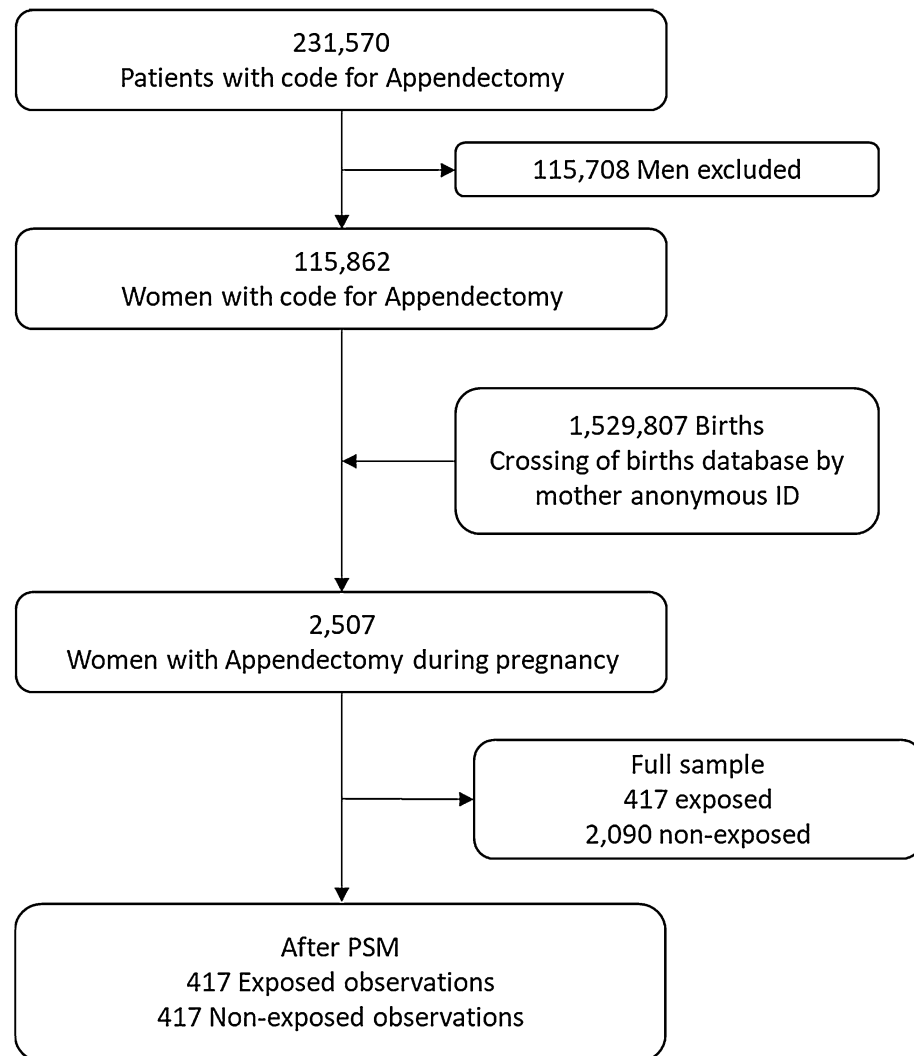 231,570
Patients with code for Appendectomy
115,708 Men excluded
115,862
Women with code for Appendectomy
1,529,807 Births
Crossing of births database by
mother anonymous ID
2,507
Women with Appendectomy during pregnancy
Full sample
417 exposed
2,090 non-exposed
After PSM
417 Exposed observations
417 Non-exposed observations